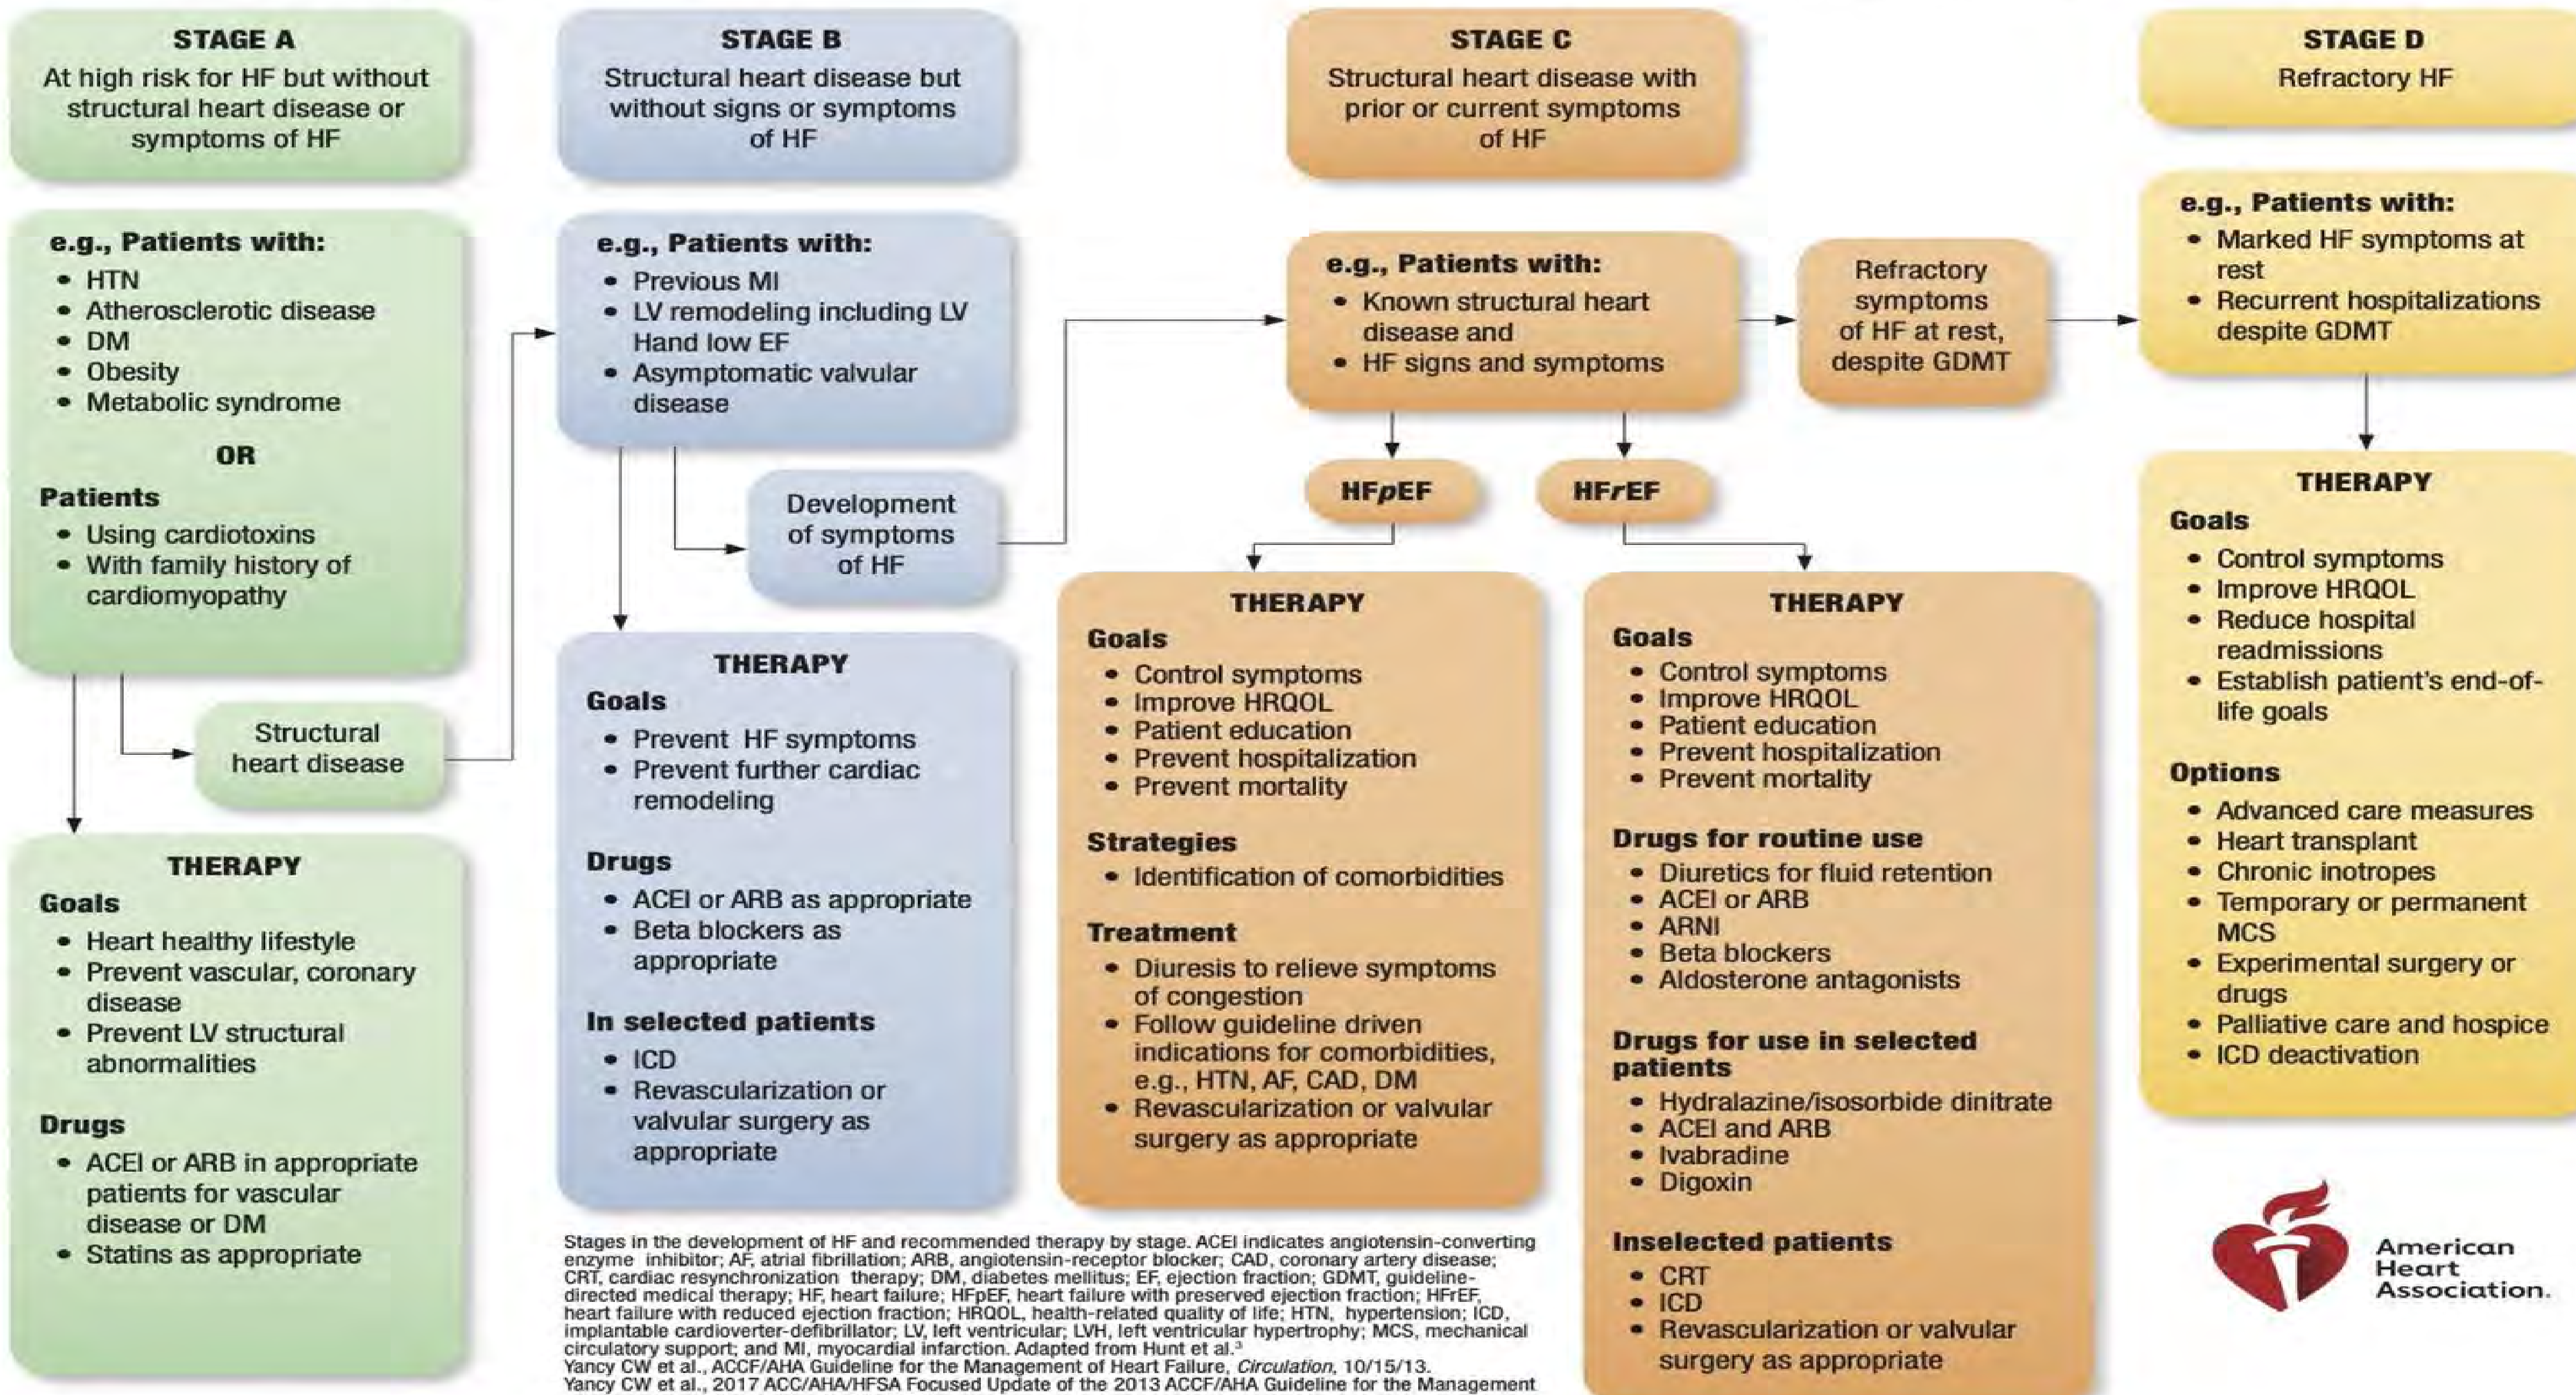 STAGE A
At high risk for HF but without
structural heart disease or
symptoms of HF
STAGE B
Structural heart disease but
without signs or symptoms
of HF
STAGE C
Structural heart disease with
prior or current symptoms
of HF
STAGE D
Refractory HF
e.g., Patients with:
• HTN
• Atherosclerotic disease
• DM
• Obesity
• Metabolic syndrome
OR
Patients
• Using cardiotoxins
• With family history of
cardiomyopathy
Structural
heart disease
THERAPY
Goals
• Heart healthy lifestyle
• Prevent vascular, coronary
disease
• Prevent LV structural
abnormalities
Drugs
• ACEI or ARB in appropriate
patients for vascular
disease or DM
• Statins as appropriate
e.g., Patients with:
• Previous MI
• LV remodeling including LV
Hand low EF
• Asymptomatic valvular
disease
Development
of symptoms
of HF
THERAPY
Goals
• Prevent HF symptoms
• Prevent further cardiac
remodeling
Drugs
• ACEI or ARB as appropriate
• Beta blockers as
appropriate
In selected patients
• ICD
• Revascularization or
valvular surgery as
appropriate
e.g., Patients with:
• Known structural heart
disease and
• HF signs and symptoms
Refractory
symptoms
of HF at rest,
despite GDMT
HFpEF
HFrEF
THERAPY
Goals
• Control symptoms
• Improve HRQOL
• Patient education
• Prevent hospitalization
• Prevent mortality
Strategies
• Identification of comorbidities
Treatment
• Diuresis to relieve symptoms
of congestion
• Follow guideline driven
indications for comorbidities,
e.g., HTN, AF, CAD, DM
• Revascularization or valvular
surgery as appropriate
THERAPY
Goals
• Control symptoms
• Improve HRQOL
• Patient education
• Prevent hospitalization
• Prevent mortality
Drugs for routine use
• Diuretics for fluid retention
• ACEI or ARB
• ARNI
• Beta blockers
• Aldosterone antagonists
Drugs for use in selected
patients
• Hydralazine/isosorbide dinitrate
• ACEI and ARB
• Ivabradine
• Digoxin
Inselected patients
• CRT
• ICD
• Revascularization or valvular
surgery as appropriate
e.g., Patients with:
• Marked HF symptoms at
rest
• Recurrent hospitalizations
despite GDMT
THERAPY
Goals
• Control symptoms
• Improve HRQOL
• Reduce hospital
readmissions
• Establish patient's end-of-
life goals
Options
• Advanced care measures
• Heart transplant
• Chronic inotropes
• Temporary or permanent
MCS
• Experimental surgery or
drugs
• Palliative care and hospice
• ICD deactivation
Stages in the development of HF and recommended therapy by stage. ACEI indicates angiotensin-converting
enzyme inhibitor; AF, atrial fibrillation; ARB, angiotensin-receptor blocker; CAD, coronary artery disease;
CRT, cardiac resynchronization therapy; DM, diabetes mellitus; EF, ejection fraction; GDMT, guideline-
directed medical therapy; HF, heart failure; HFpEF, heart failure with preserved ejection fraction; HFrEF,
heart failure with reduced ejection fraction; HRQOL, health-related quality of life; HTN, hypertension; ICD,
implantable cardioverter-defibrillator; LV, left ventricular; LVH, left ventricular hypertrophy; MCS, mechanical
circulatory support; and MI, myocardial infarction. Adapted from Hunt et al.³
Yancy CW et al., ACCF/AHA Guideline for the Management of Heart Failure, Circulation, 10/15/13.
Yancy CW et al., 2017 ACC/AHA/HFSA Focused Update of the 2013 ACCF/AHA Guideline for the Management
American
Heart
Association.